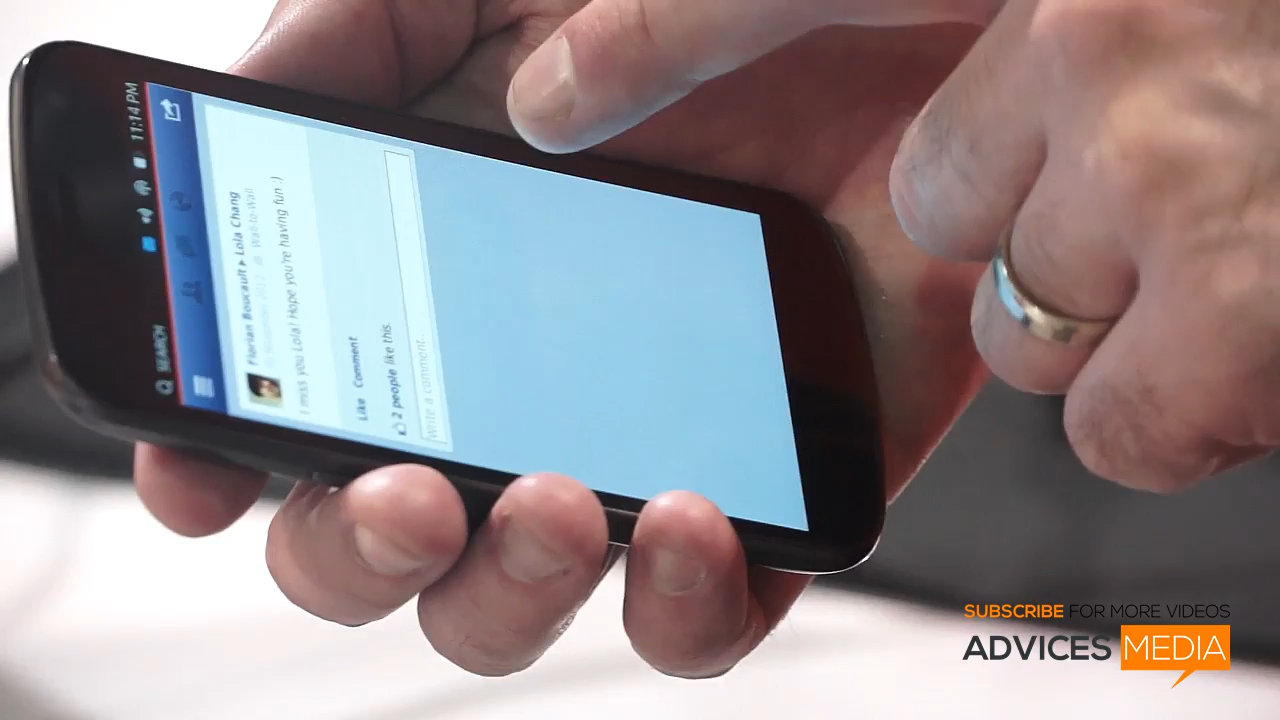 SEARCH 11:14 PM
Florian Boucault ▸ Lola Chang
2012 Wall-to-Wall
I miss you Lola! Hope you're having fun :)
Like Comment
2 people like this.
Write a comment...
SUBSCRIBE FOR MORE VIDEOS
ADVICES MEDIA